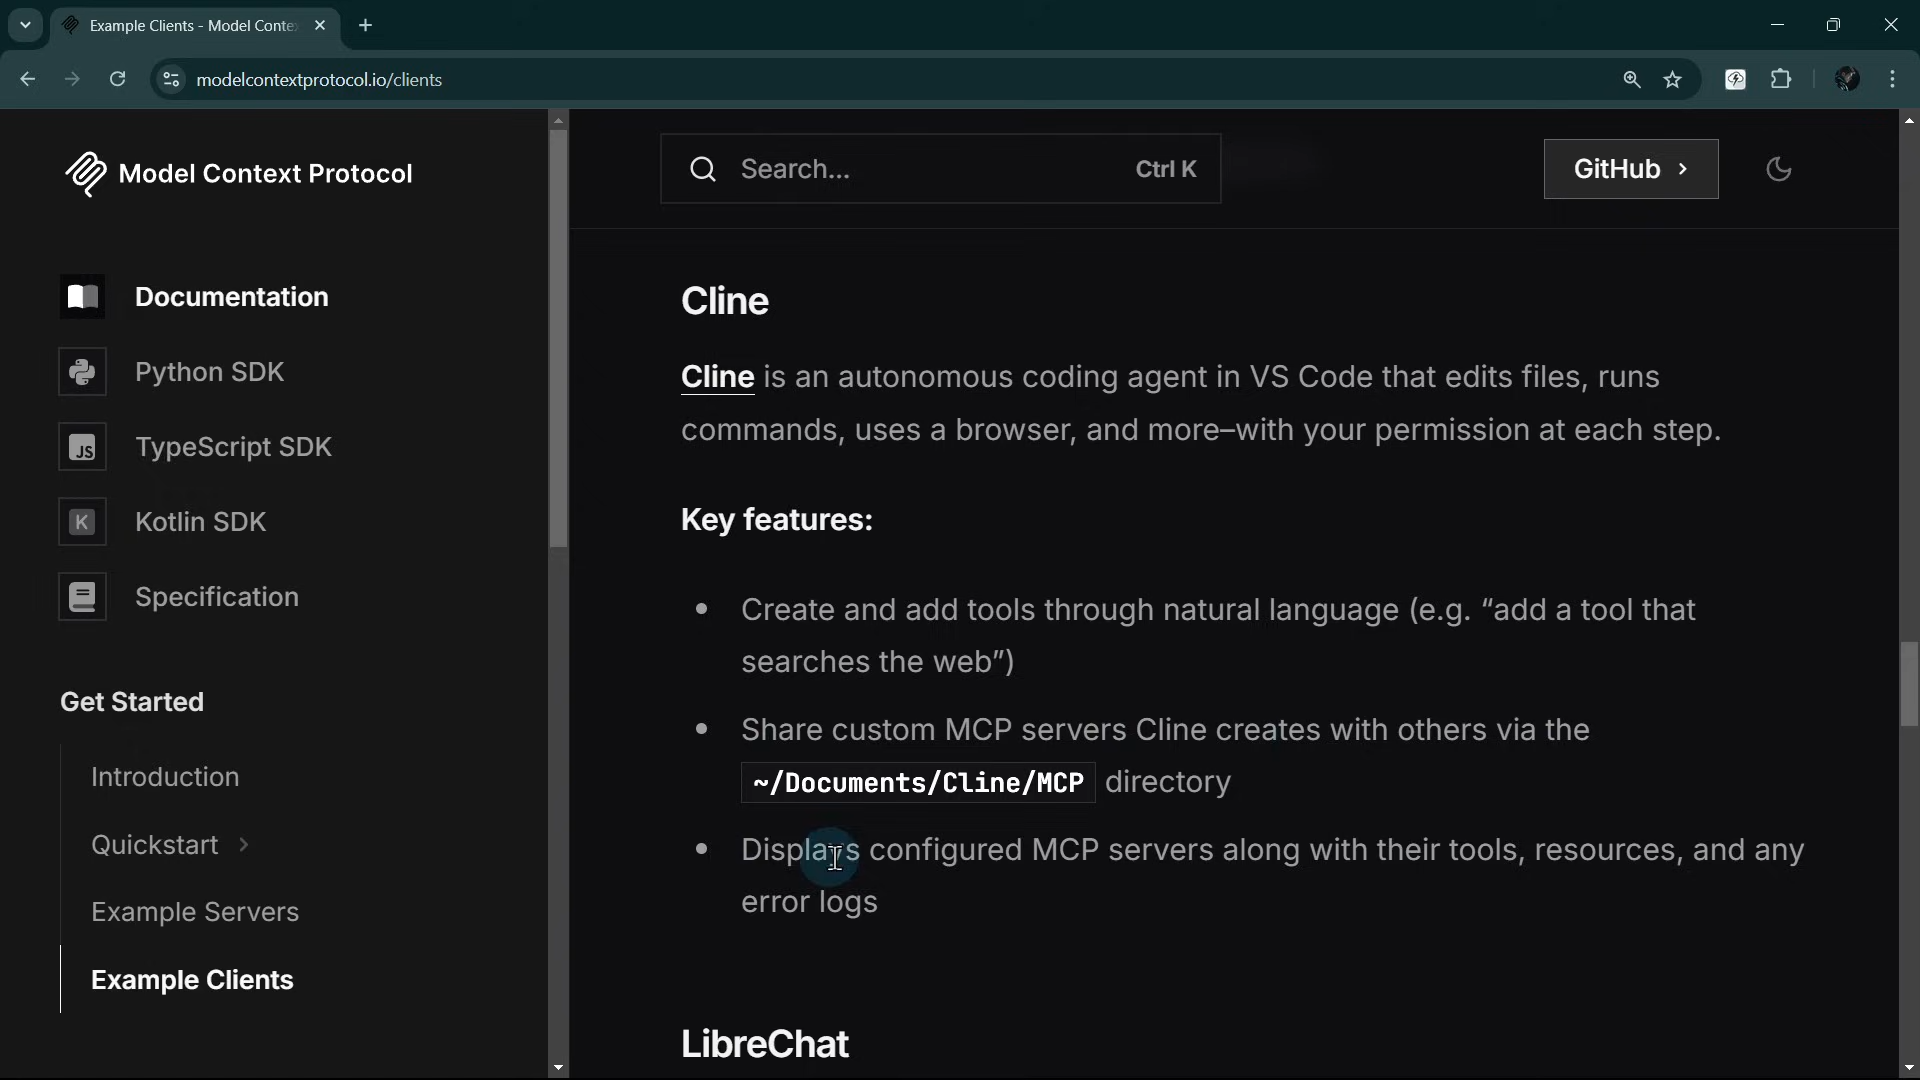 Example Clients - Model Conte
modelcontextprotocol.io/clients
Model Context Protocol
Search...
Ctrl K
GitHub
Documentation
Python SDK
JS
TypeScript SDK
K
Kotlin SDK
Specification
Get Started
Introduction
Quickstart
Example Servers
Example Clients
Cline
Cline is an autonomous coding agent in VS Code that edits files, runs
commands, uses a browser, and more–with your permission at each step.
Key features:
Create and add tools through natural language (e.g. “add a tool that
searches the web”)
Share custom MCP servers Cline creates with others via the
~/Documents/Cline/MCP directory
Displays configured MCP servers along with their tools, resources, and any
error logs
LibreChat